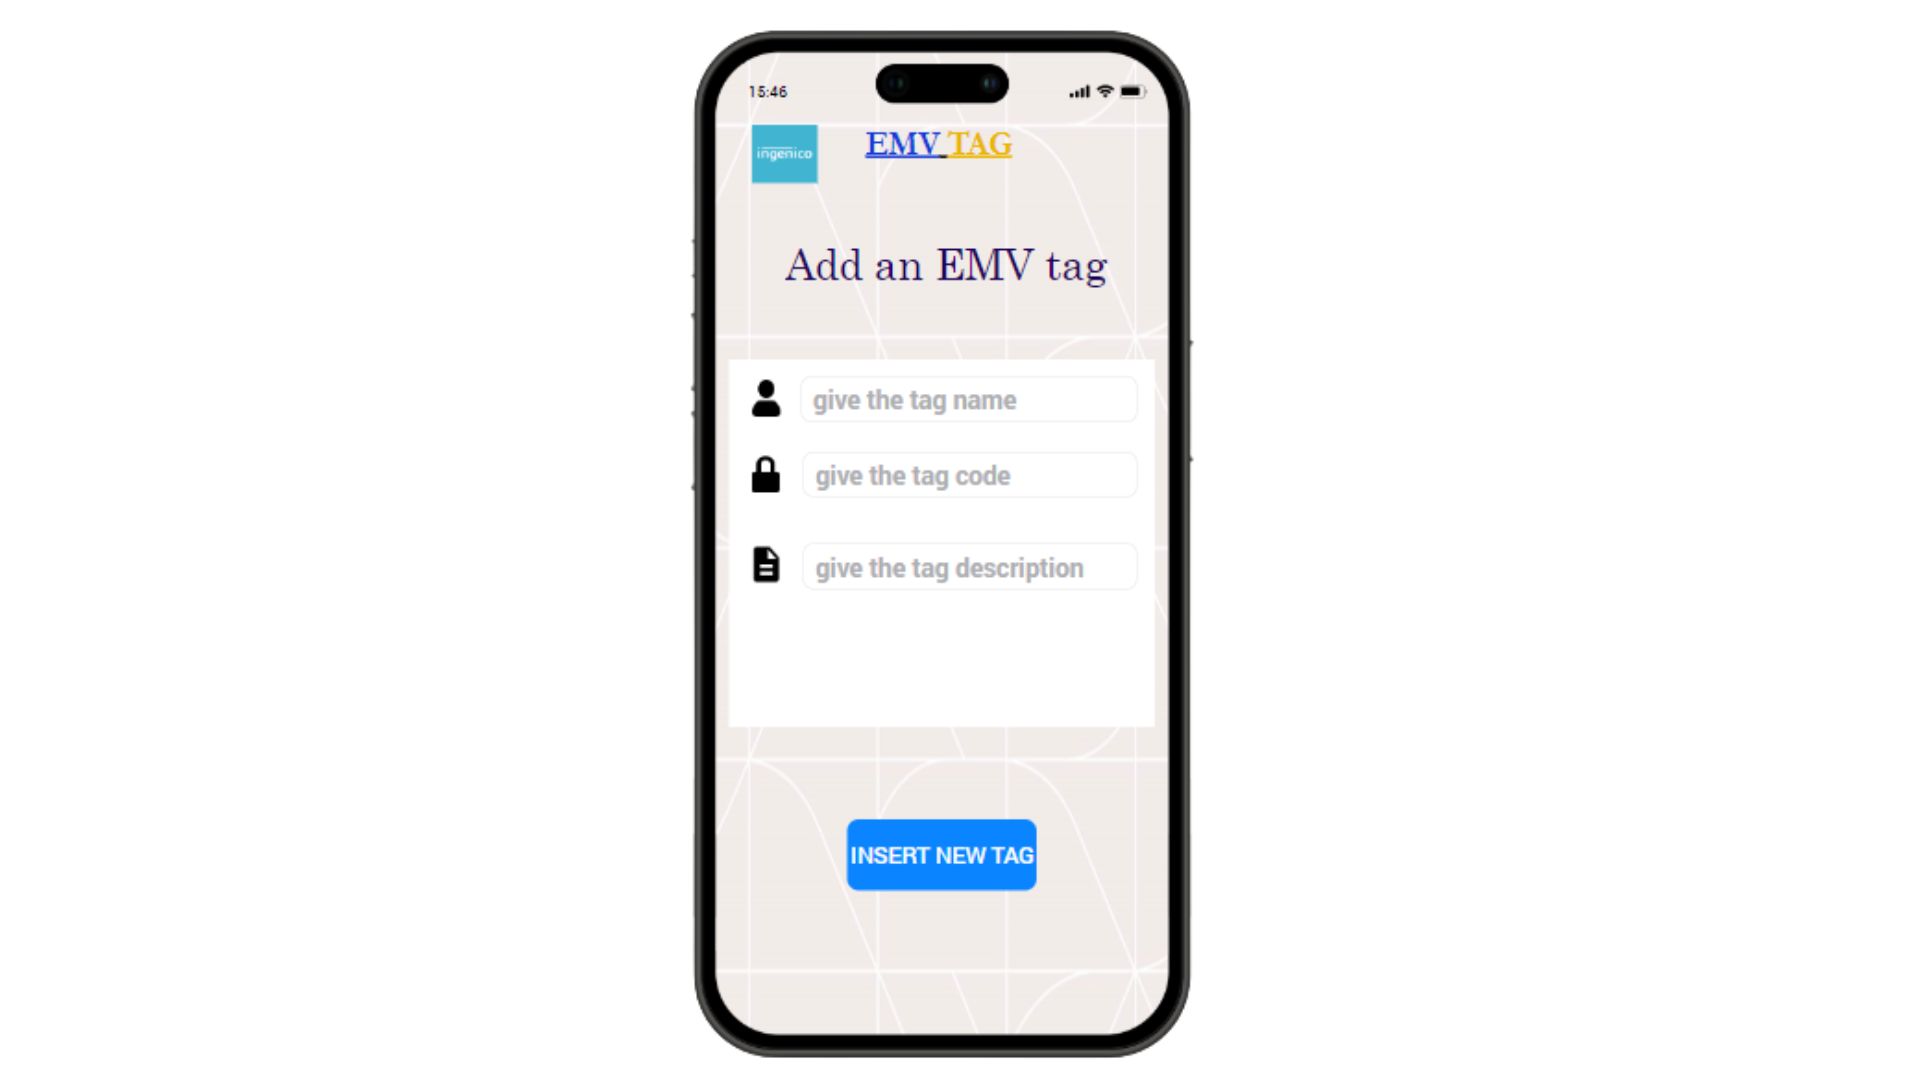 15:46
ingenico
EMV TAG
Add an EMV tag
give the tag name
give the tag code
give the tag description
INSERT NEW TAG